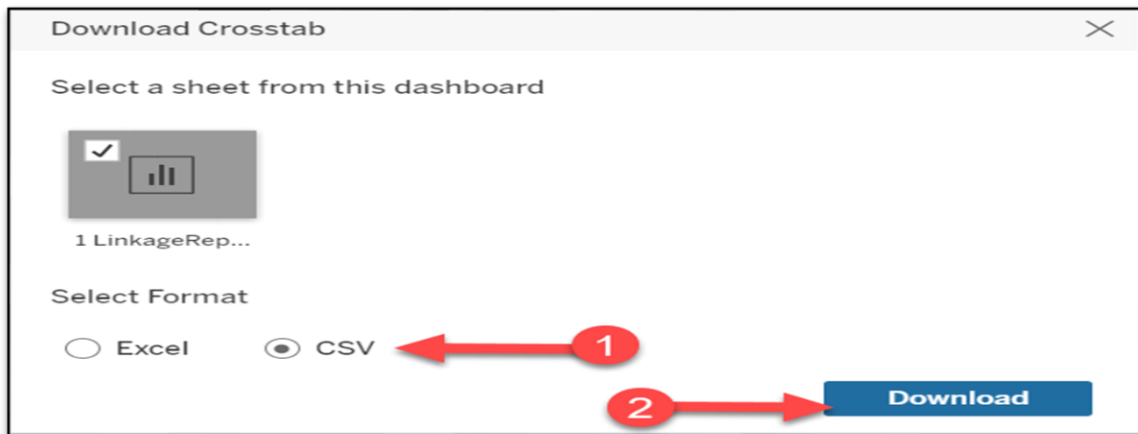 Download Crosstab
Select a sheet from this dashboard
1 LinkageRep...
Select Format
Excel CSV 1
2 Download